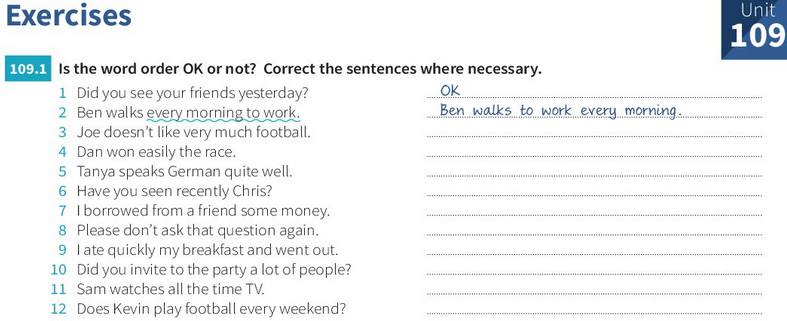 Exercises
Unit
109
109.1 Is the word order OK or not? Correct the sentences where necessary.
1 Did you see your friends yesterday? OK
2 Ben walks every morning to work. Ben walks to work every morning.
3 Joe doesn't like very much football.
4 Dan won easily the race.
5 Tanya speaks German quite well.
6 Have you seen recently Chris?
7 I borrowed from a friend some money.
8 Please don't ask that question again.
9 I ate quickly my breakfast and went out.
10 Did you invite to the party a lot of people?
11 Sam watches all the time TV.
12 Does Kevin play football every weekend?